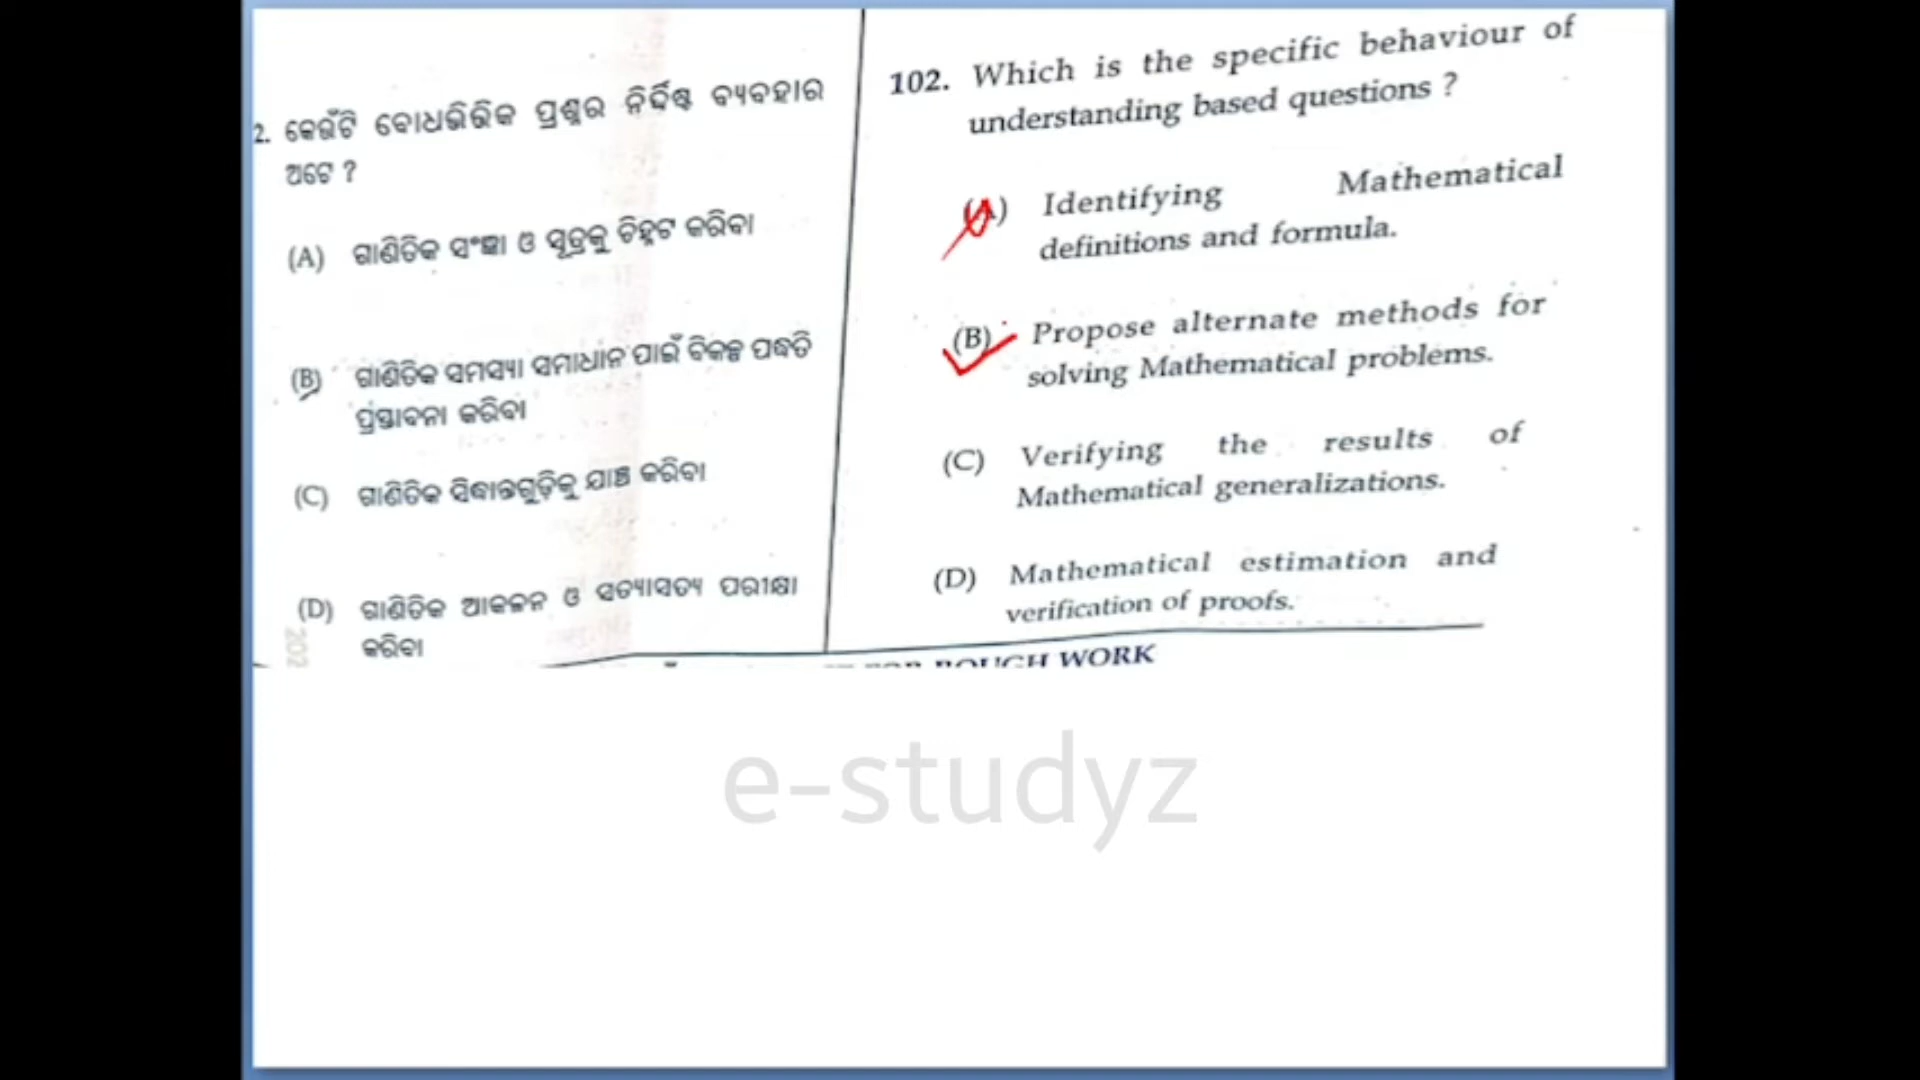 2. କେଉଁଟି ବୋଧଭିତ୍ତିକ ପ୍ରଶ୍ନର ନିର୍ଦ୍ଦିଷ୍ଟ ବ୍ୟବହାର
ଅଟେ ?
(A) ଗାଣିତିକ ସଂଜ୍ଞା ଓ ସୂତ୍ରକୁ ଚିହ୍ନଟ କରିବା
(B) ଗାଣିତିକ ସମସ୍ୟା ସମାଧାନ ପାଇଁ ବିକଳ୍ପ ପଦ୍ଧତି
ପ୍ରସ୍ତାବନା କରିବା
(C) ଗାଣିତିକ ସିଦ୍ଧାନ୍ତଗୁଡ଼ିକୁ ଯାଞ୍ଚ କରିବା
(D) ଗାଣିତିକ ଆକଳନ ଓ ସତ୍ୟାସତ୍ୟ ପରୀକ୍ଷା
କରିବା
202
102. Which is the specific behaviour of
understanding based questions ?
(A) Identifying Mathematical
definitions and formula.
(B) Propose alternate methods for
solving Mathematical problems.
(C) Verifying the results of
Mathematical generalizations.
(D) Mathematical estimation and
verification of proofs.
FOR ROUGH WORK
e-studyz